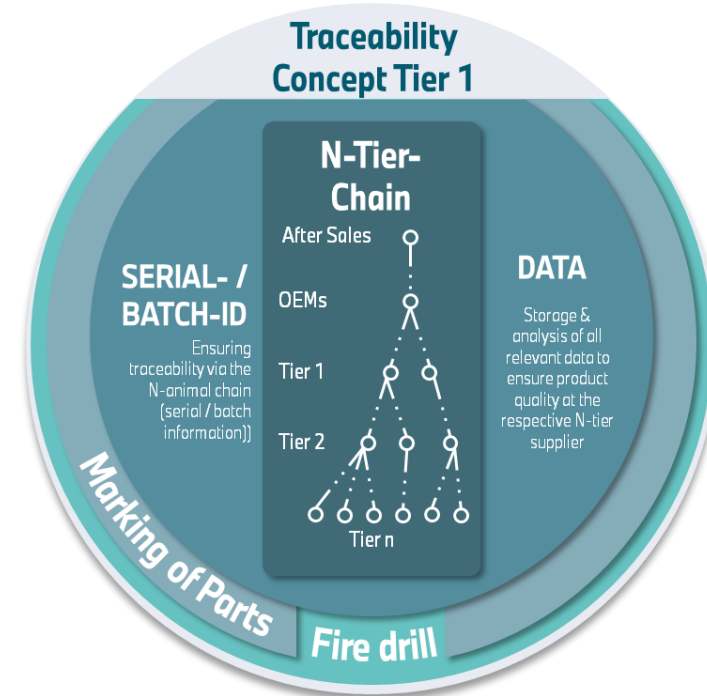 Traceability
Concept Tier 1
N-Tier-
Chain
After Sales
OEMs
Tier 1
Tier 2
Tier n
SERIAL- /
BATCH-ID
Ensuring
traceability via the
N-animal chain
(serial / batch
information))
DATA
Storage &
analysis of all
relevant data to
ensure product
quality at the
respective N-tier
supplier
Marking of Parts
Fire drill